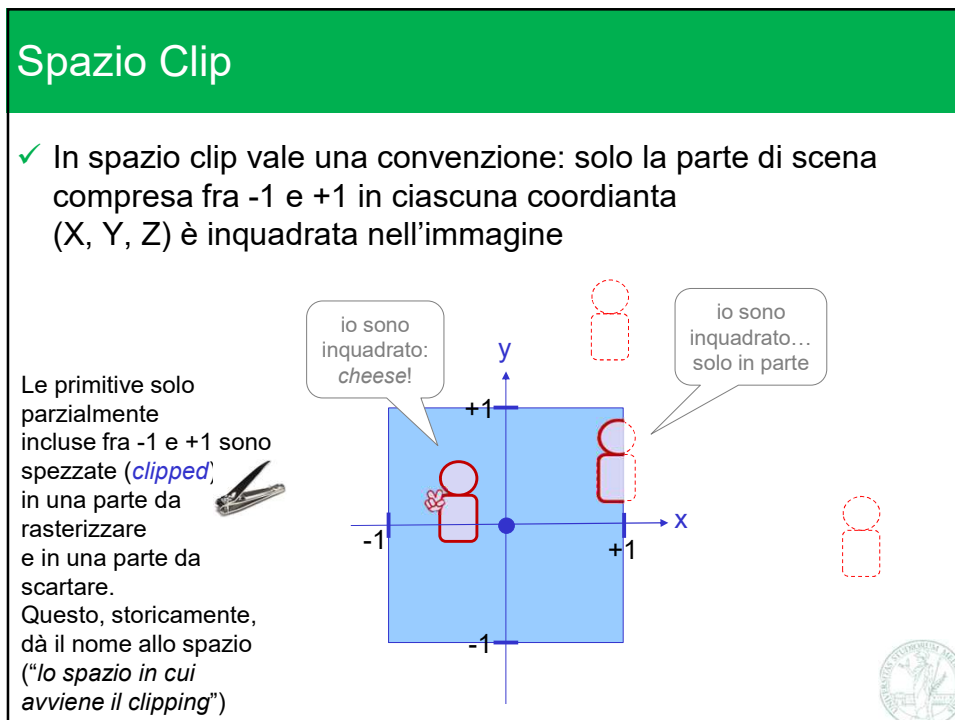 Spazio Clip
✓ In spazio clip vale una convenzione: solo la parte di scena
compresa fra -1 e +1 in ciascuna coordianta
(X, Y, Z) è inquadrata nell'immagine
io sono
inquadrato:
cheese!
io sono
inquadrato…
solo in parte
Le primitive solo
parzialmente
incluse fra -1 e +1 sono
spezzate (clipped)
in una parte da
rasterizzare
e in una parte da
scartare.
Questo, storicamente,
dà il nome allo spazio
("lo spazio in cui
avviene il clipping")
y
+1
-1
x
+1
-1